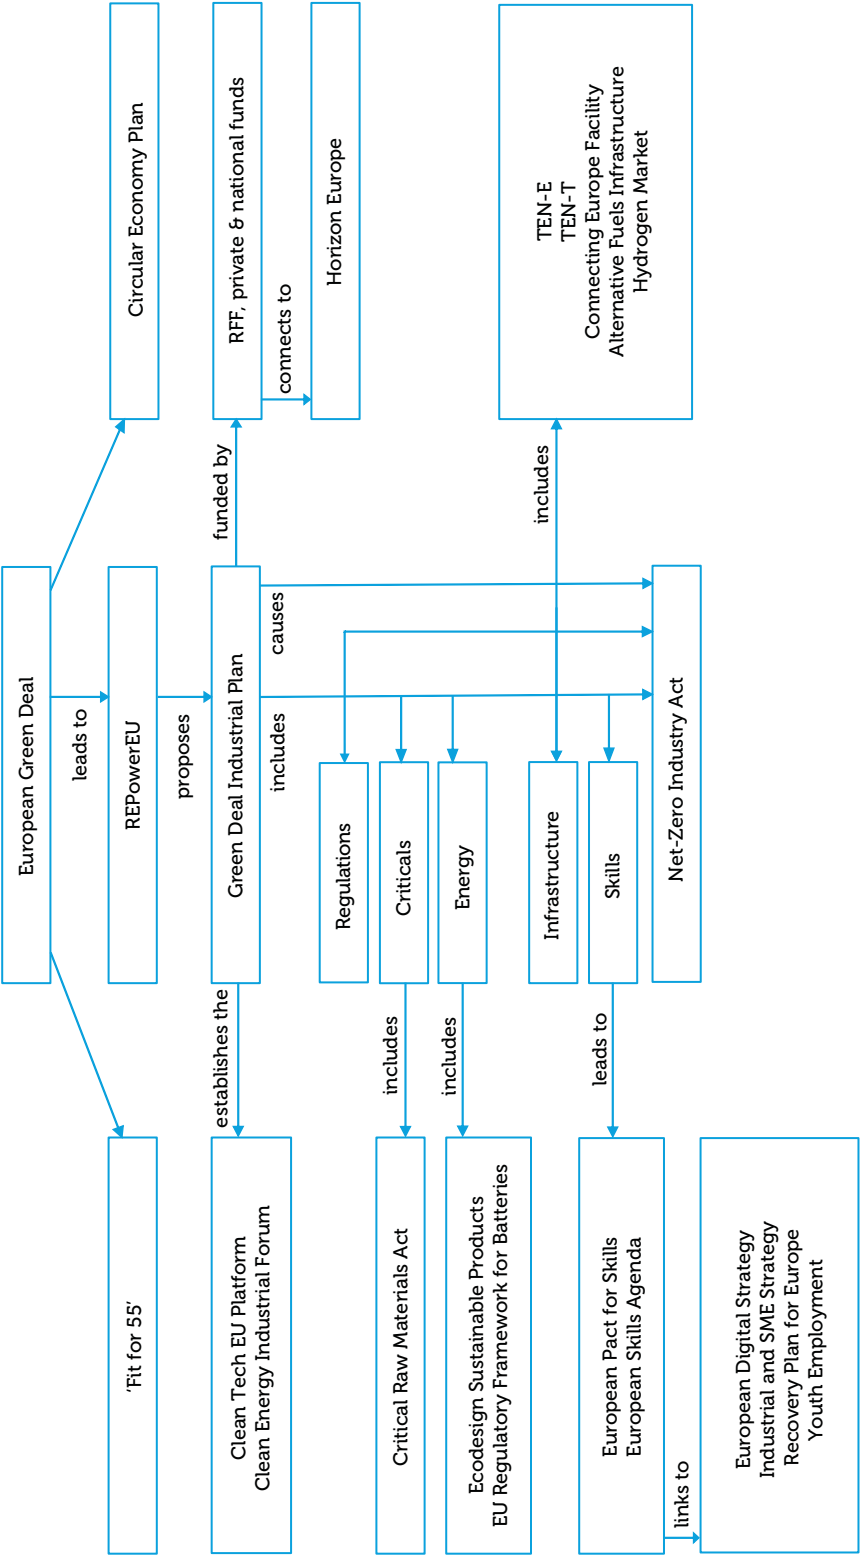 European Green Deal
leads to
'Fit for 55'
REPowerEU
Circular Economy Plan
proposes
establishes the
Green Deal Industrial Plan
funded by
Clean Tech EU Platform
Clean Energy Industrial Forum
RFF, private & national funds
includes
causes
connects to
Horizon Europe
Regulations
Critical Raw Materials Act
includes
Criticals
Ecodesign Sustainable Products
EU Regulatory Framework for Batteries
includes
Energy
Infrastructure
includes
TEN-E
TEN-T
Connecting Europe Facility
Alternative Fuels Infrastructure
Hydrogen Market
European Pact for Skills
European Skills Agenda
leads to
Skills
Net-Zero Industry Act
links to
European Digital Strategy
Industrial and SME Strategy
Recovery Plan for Europe
Youth Employment